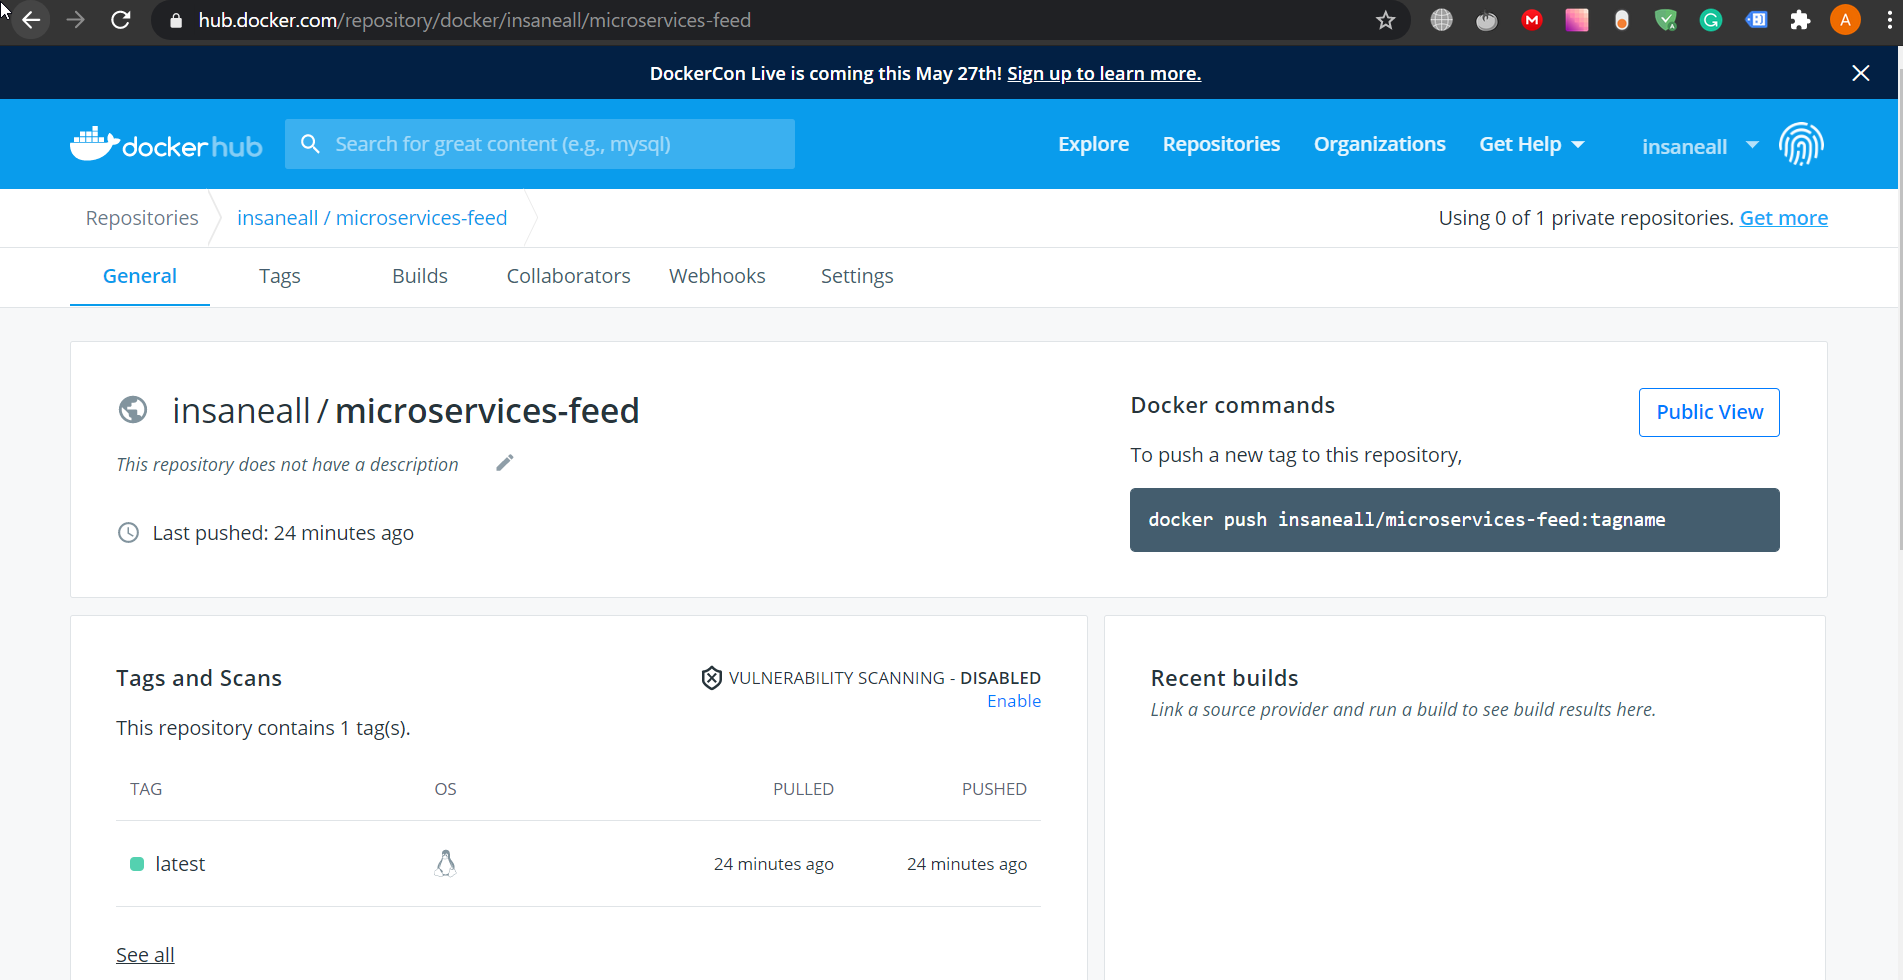 hub.docker.com/repository/docker/insaneall/microservices-feed
M
G
A
DockerCon Live is coming this May 27th! Sign up to learn more.
docker hub
Search for great content (e.g., mysql)
Explore
Repositories
Organizations
Get Help
insaneall
Repositories
insaneall / microservices-feed
Using 0 of 1 private repositories. Get more
General
Tags
Builds
Collaborators
Webhooks
Settings
insaneall / microservices-feed
This repository does not have a description
Last pushed: 24 minutes ago
Docker commands
Public View
To push a new tag to this repository,
docker push insaneall/microservices-feed:tagname
Tags and Scans
VULNERABILITY SCANNING - DISABLED
Enable
This repository contains 1 tag(s).
TAG
OS
PULLED
PUSHED
latest
24 minutes ago
24 minutes ago
See all
Recent builds
Link a source provider and run a build to see build results here.